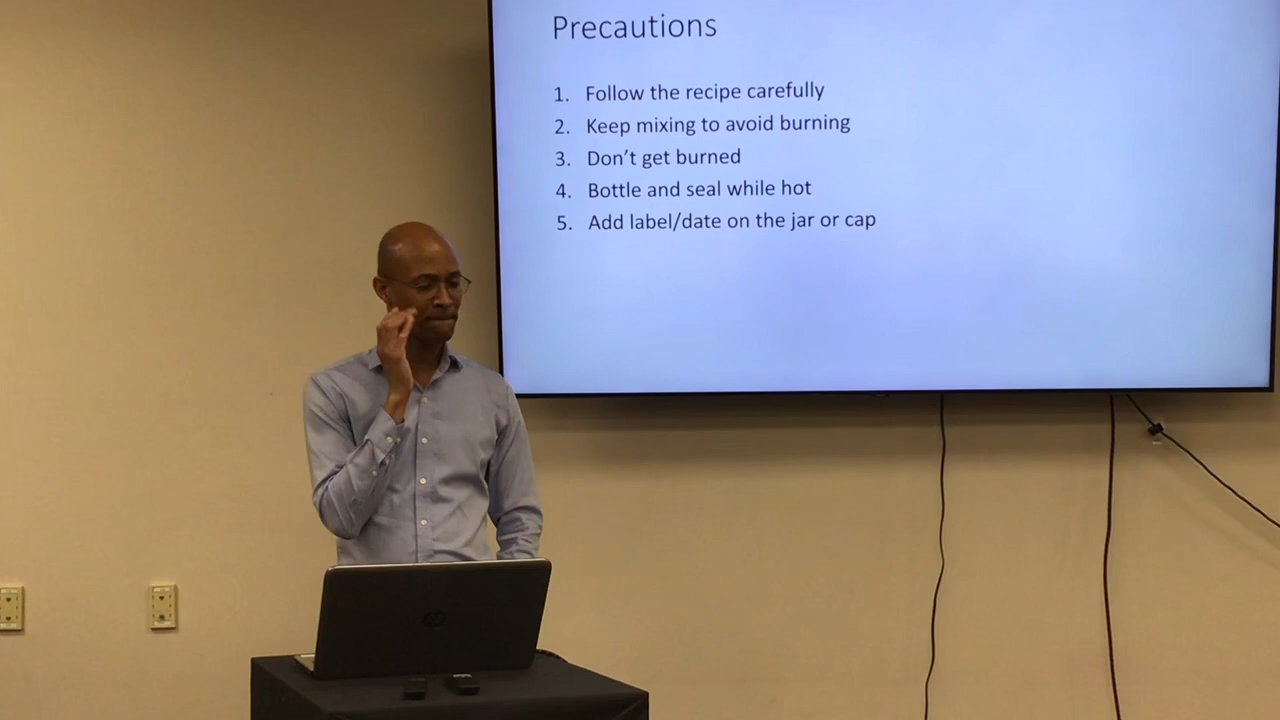 Precautions
1. Follow the recipe carefully
2. Keep mixing to avoid burning
3. Don't get burned
4. Bottle and seal while hot
5. Add label/date on the jar or cap
hp